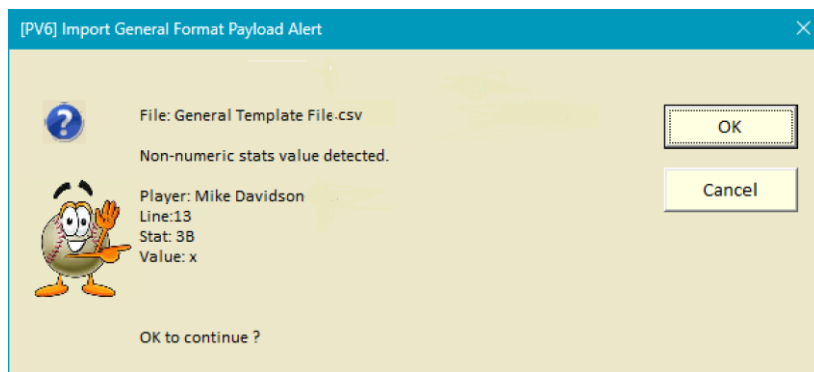 [PV6] Import General Format Payload Alert
File: General Template File.csv
OK
Non-numeric stats value detected.
Player: Mike Davidson
Cancel
Line:13
Stat: 3B
Value: x
OK to continue ?